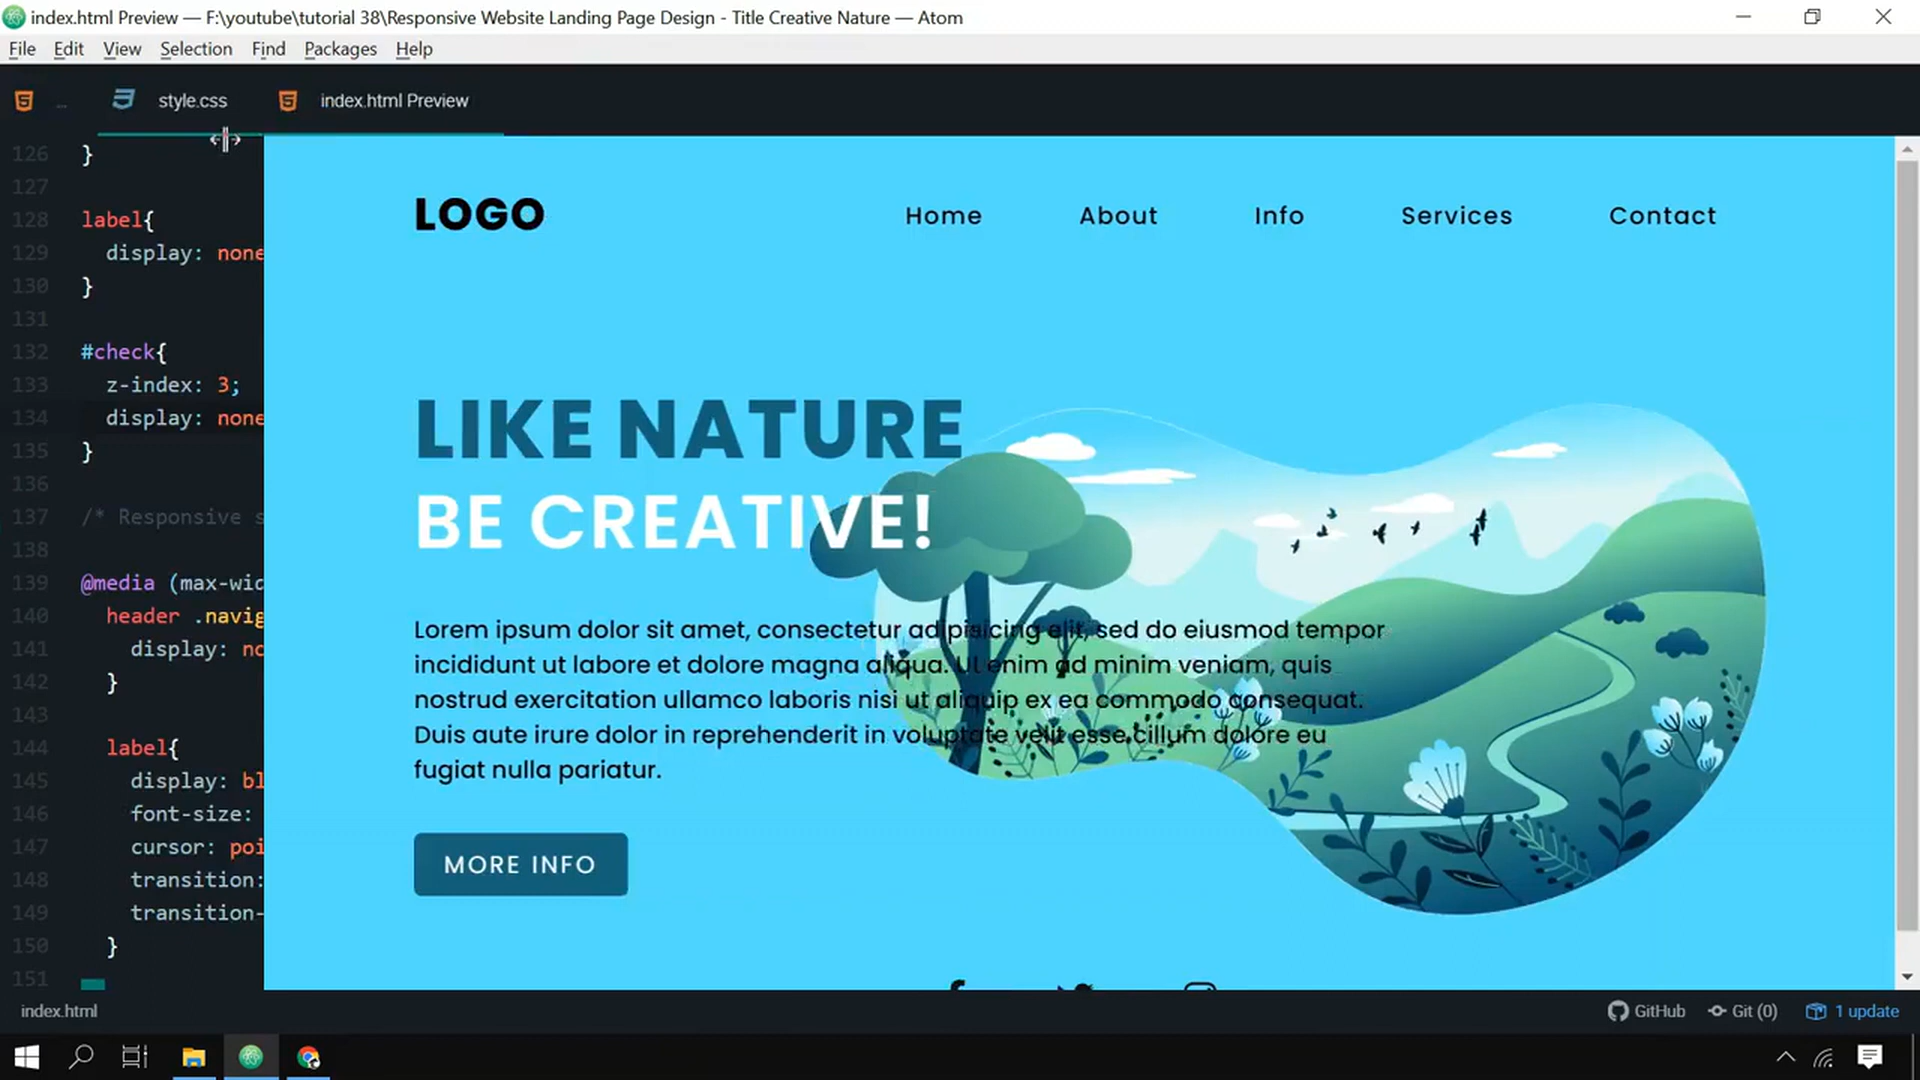 index.html Preview — F:\youtube\tutorial 38\Responsive Website Landing Page Design - Title Creative Nature — Atom
File Edit View Selection Find Packages Help
... style.css index.html Preview
126 }
127
128 label{
129 display: none
130 }
131
132 #check{
133 z-index: 3;
134 display: none
135 }
136
137 /* Responsive s
138
139 @media (max-wid
140 header .navig
141 display: no
142 }
143
144 label{
145 display: bl
146 font-size:
147 cursor: poi
148 transition:
149 transition-
150 }
151
LOGO Home About Info Services Contact
LIKE NATURE
BE CREATIVE!
Lorem ipsum dolor sit amet, consectetur adipisicing elit, sed do eiusmod tempor
incididunt ut labore et dolore magna aliqua. Ut enim ad minim veniam, quis
nostrud exercitation ullamco laboris nisi ut aliquip ex ea commodo consequat.
Duis aute irure dolor in reprehenderit in voluptate velit esse cillum dolore eu
fugiat nulla pariatur.
MORE INFO
index.html GitHub Git (0) 1 update